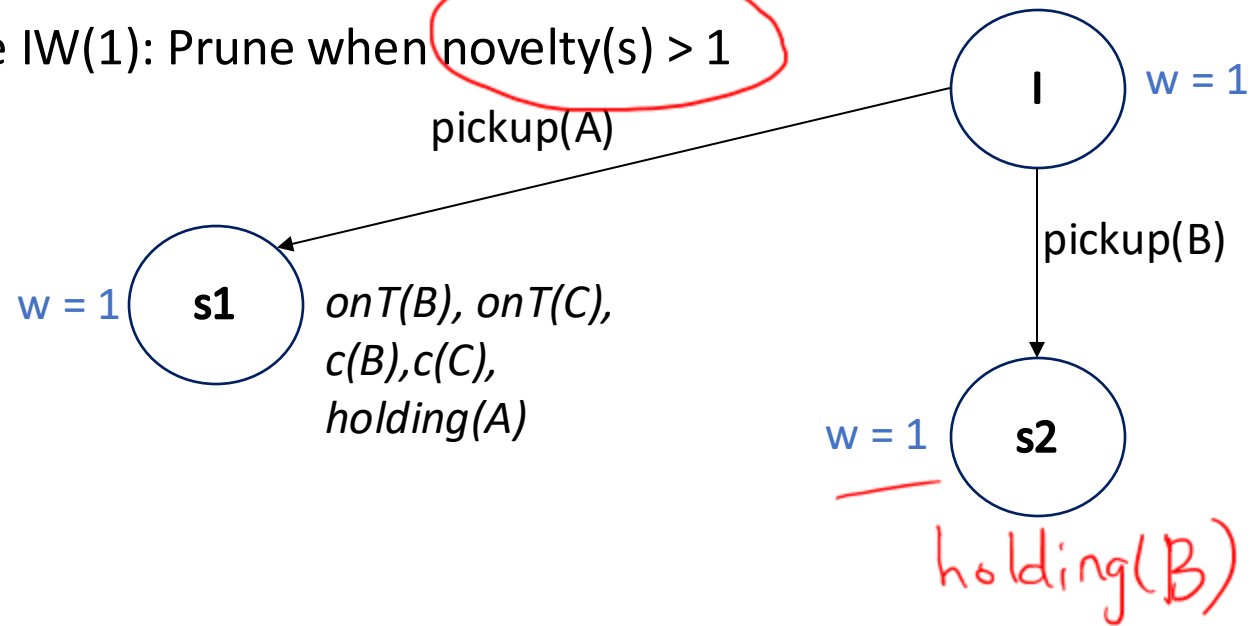 e IW(1): Prune when novelty(s) > 1
I
w = 1
pickup(A)
pickup(B)
w = 1
s1
onT(B), onT(C),
c(B),c(C),
holding(A)
w = 1
s2
holding(B)